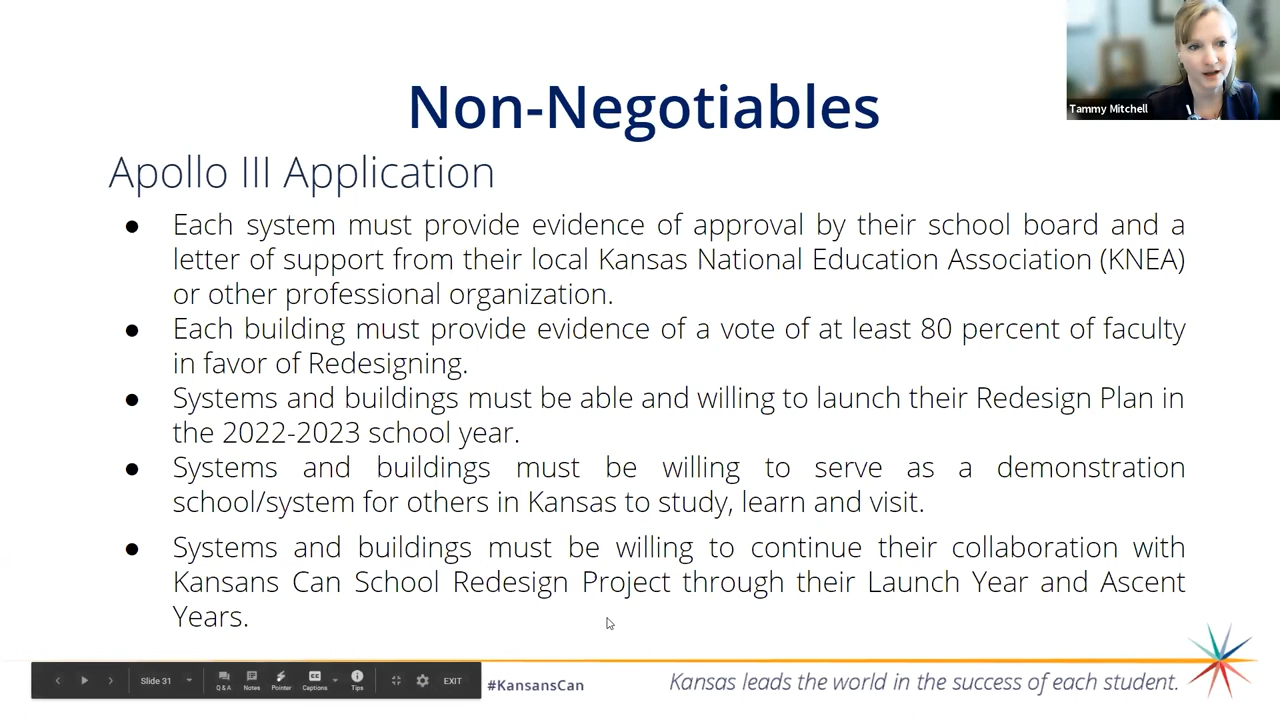 Non-Negotiables
Tammy Mitchell
Apollo III Application
● Each system must provide evidence of approval by their school board and a
letter of support from their local Kansas National Education Association (KNEA)
or other professional organization.
● Each building must provide evidence of a vote of at least 80 percent of faculty
in favor of Redesigning.
● Systems and buildings must be able and willing to launch their Redesign Plan in
the 2022-2023 school year.
● Systems and buildings must be willing to serve as a demonstration
school/system for others in Kansas to study, learn and visit.
● Systems and buildings must be willing to continue their collaboration with
Kansans Can School Redesign Project through their Launch Year and Ascent
Years.
Slide 31
Q&A Notes Pointer CC Captions Tips EXIT
#KansansCan
Kansas leads the world in the success of each student.